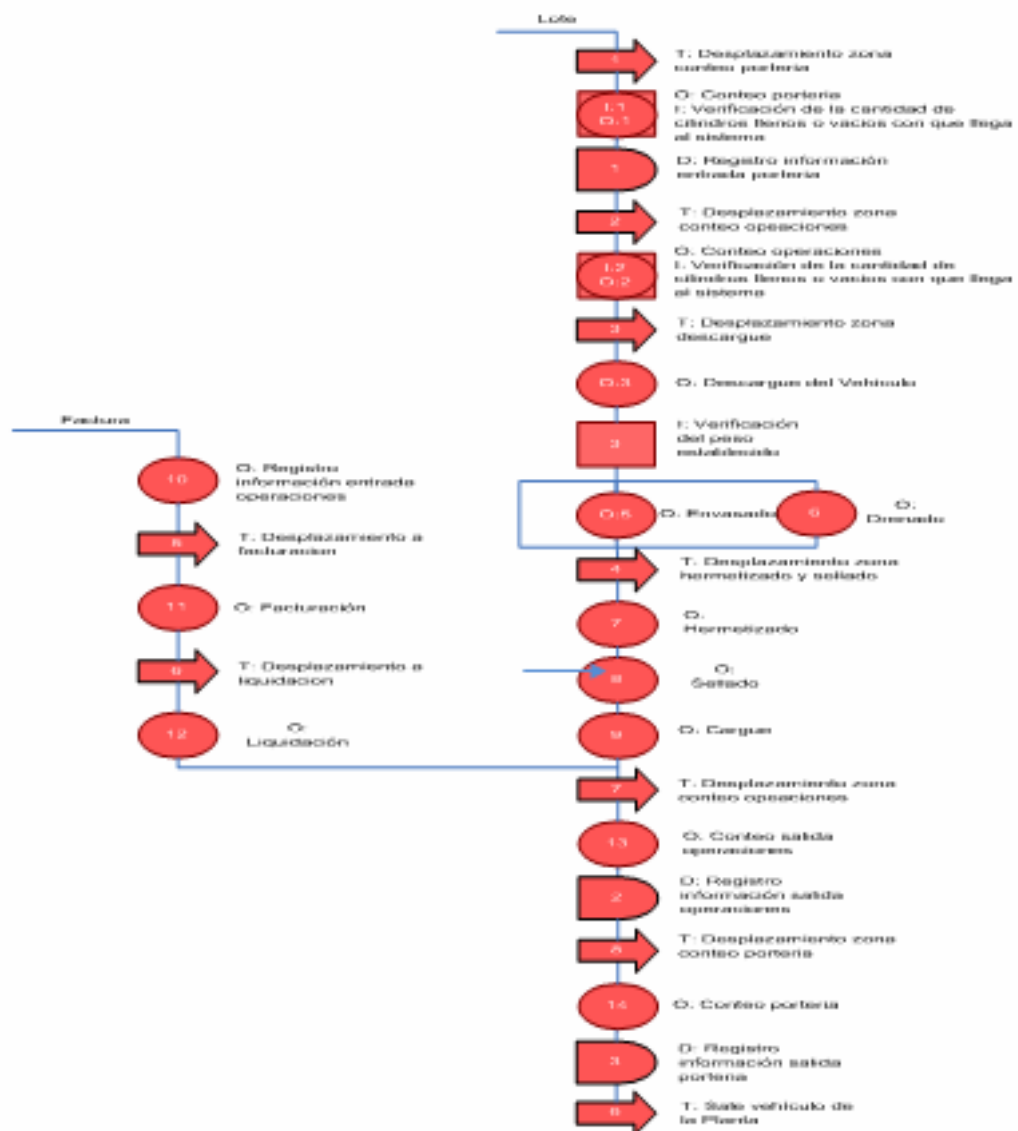 Lote
1
T: Desplazamiento zona
conteo porteria
I.1
O.1
O: Conteo porteria
I: Verificación de la cantidad de
cilindros llenos o vacios con que llega
al sistema
1
D: Registro información
entrada porteria
2
T: Desplazamiento zona
conteo opeaciones
I.2
O:2
O. Conteo operaciones
I. Verificación de la cantidad de
cilindros llenos o vacios con que llega
al sistema
3
T: Desplazamiento zona
descargue
O.3
O. Descargue del Vehiculo
3
I: Verificación
del peso
establecido
O:5
O. Envasado
6
O:
Drenado
4
T. Desplazamiento zona
hermetizado y sellado
7
O.
Hermetizado
8
O:
Sellado
9
O. Cargue
Factura
10
O. Registro
información entrada
operaciones
5
T. Desplazamiento a
facturacion
11
O: Facturación
6
T: Desplazamiento a
liquidacion
12
O:
Liquidación
7
T. Desplazamiento zona
conteo opeaciones
13
O. Conteo salida
operaciones
2
D: Registro
información salida
operaciones
8
T: Desplazamiento zona
conteo porteria
14
O. Conteo porteria
3
D: Registro
información salida
porteria
T. Sale vehiculo de
la Planta